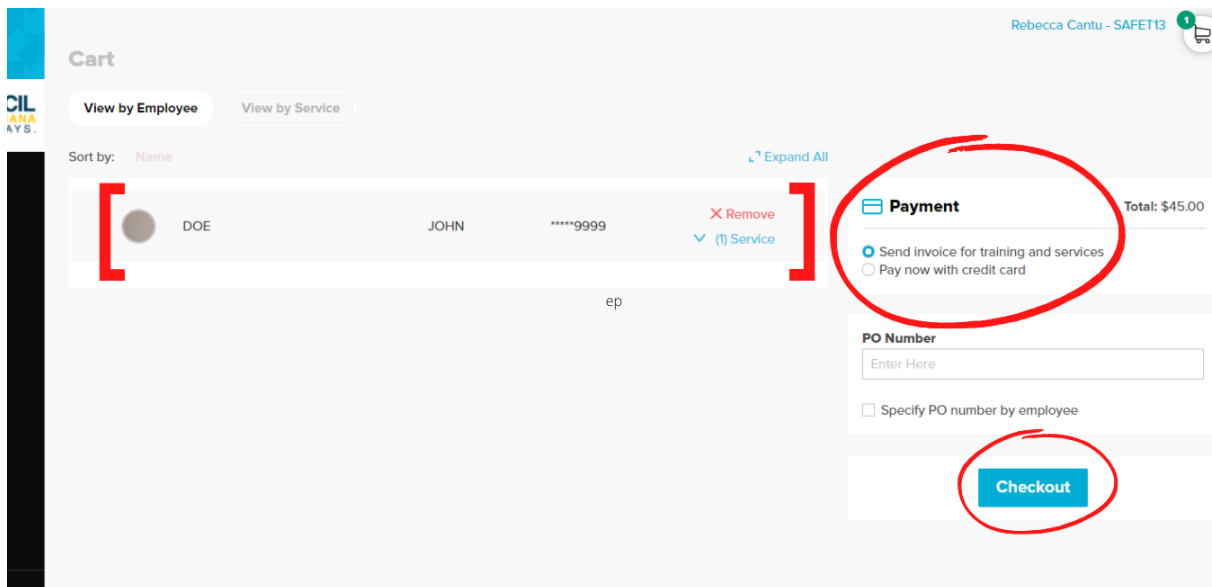 Rebecca Cantu - SAFET13
1
Cart
CIL
ANA
AYS.
View by Employee
View by Service
Sort by: Name
Expand All
DOE JOHN *****9999
Remove
(1) Service
ep
Payment
Total: $45.00
Send invoice for training and services
Pay now with credit card
PO Number
Enter Here
Specify PO number by employee
Checkout